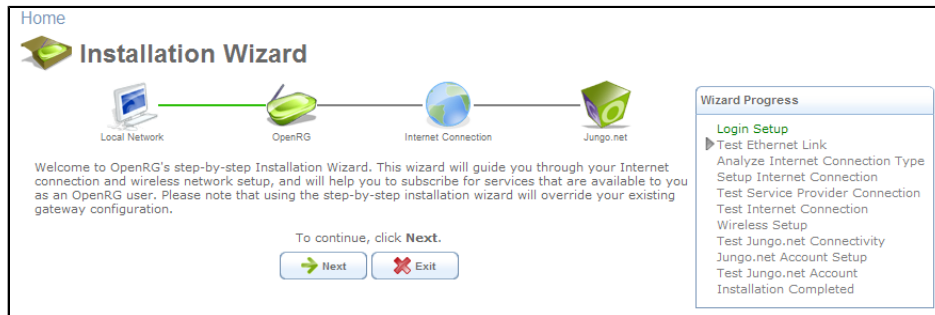 Home
Installation Wizard
Local Network
OpenRG
Internet Connection
Jungo.net
Welcome to OpenRG's step-by-step Installation Wizard. This wizard will guide you through your Internet
connection and wireless network setup, and will help you to subscribe for services that are available to you
as an OpenRG user. Please note that using the step-by-step installation wizard will override your existing
gateway configuration.
To continue, click Next.
Next
Exit
Wizard Progress
Login Setup
Test Ethernet Link
Analyze Internet Connection Type
Setup Internet Connection
Test Service Provider Connection
Test Internet Connection
Wireless Setup
Test Jungo.net Connectivity
Jungo.net Account Setup
Test Jungo.net Account
Installation Completed